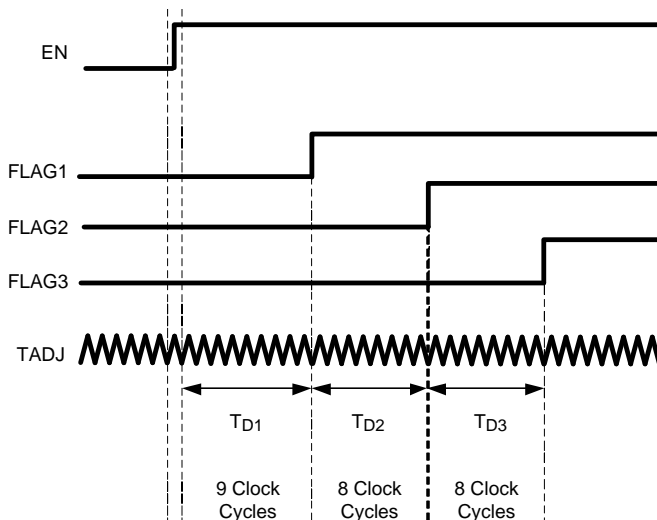 EN
FLAG1
FLAG2
FLAG3
TADJ
TD1 TD2 TD3
9 Clock 8 Clock 8 Clock
Cycles Cycles Cycles